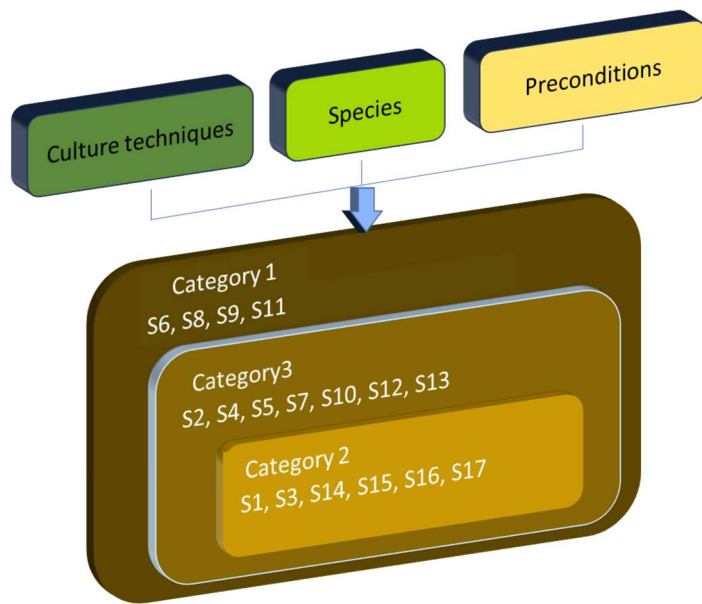 Culture techniques
Species
Preconditions
Category 1
S6, S8, S9, S11
Category3
S2, S4, S5, S7, S10, S12, S13
Category 2
S1, S3, S14, S15, S16, S17